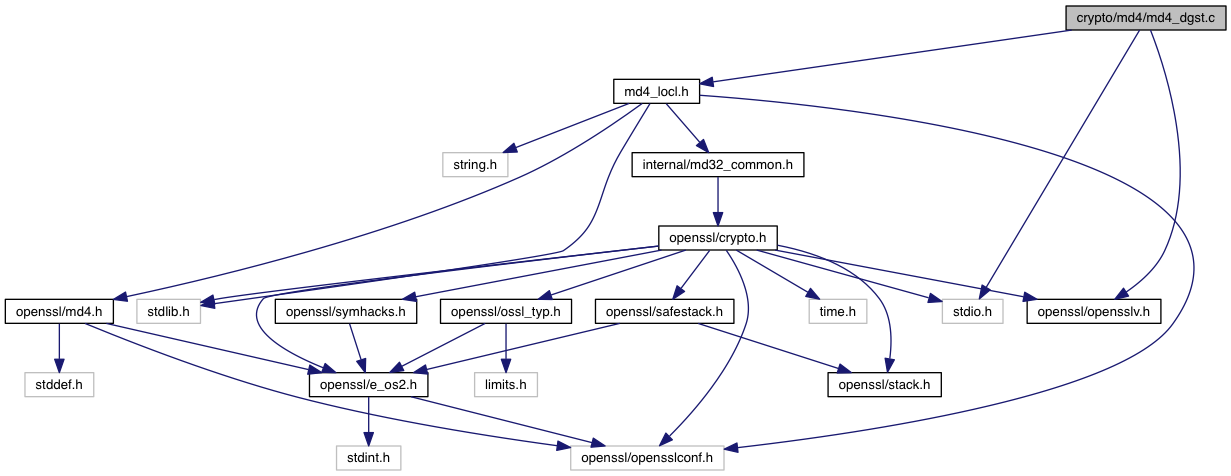 crypto/md4/md4_dgst.c
md4_locl.h
string.h
internal/md32_common.h
openssl/crypto.h
openssl/md4.h
stdlib.h
openssl/symhacks.h
openssl/ossl_typ.h
openssl/safestack.h
time.h
stdio.h
openssl/opensslv.h
stddef.h
openssl/e_os2.h
limits.h
openssl/stack.h
stdint.h
openssl/opensslconf.h